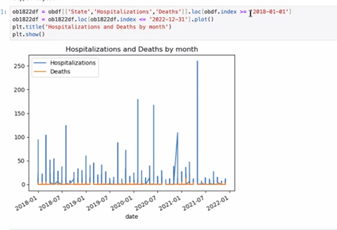 1]: ob1822df = obdf[['State','Hospitalizations','Deaths']].loc[obdf.index >= '2018-01-01']
ob1822df = ob1822df.loc[ob1822df.index <= '2022-12-31'].plot()
plt.title('Hospitalizations and Deaths by month')
plt.show()
Hospitalizations and Deaths by month
Hospitalizations
Deaths
250
200
150
100
50
0
2018-01 2018-07 2019-01 2019-07 2020-01 2020-07 2021-01 2021-07 2022-01
date